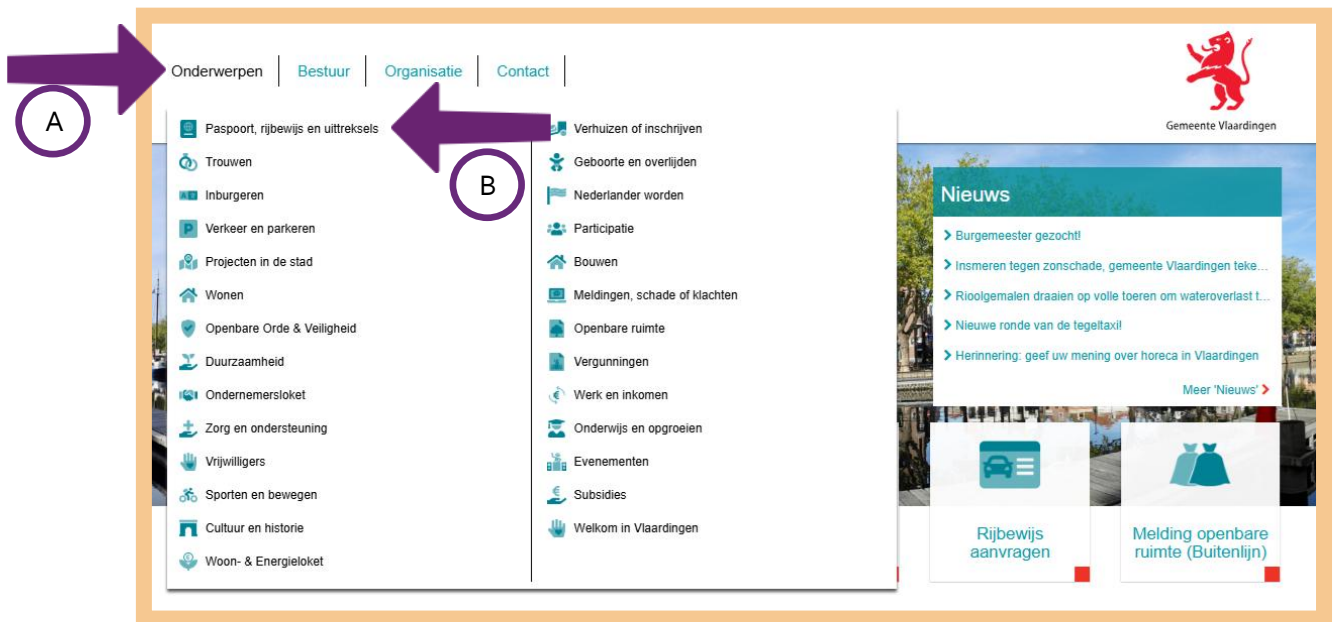 Onderwerpen
Bestuur
Organisatie
Contact
Gemeente Vlaardingen
A
B
Paspoort, rijbewijs en uittreksels
Trouwen
Inburgeren
Verkeer en parkeren
Projecten in de stad
Wonen
Openbare Orde & Veiligheid
Duurzaamheid
Ondernemersloket
Zorg en ondersteuning
Vrijwilligers
Sporten en bewegen
Cultuur en historie
Woon- & Energieloket
Verhuizen of inschrijven
Geboorte en overlijden
Nederlander worden
Participatie
Bouwen
Meldingen, schade of klachten
Openbare ruimte
Vergunningen
Werk en inkomen
Onderwijs en opgroeien
Evenementen
Subsidies
Welkom in Vlaardingen
Nieuws
Burgemeester gezocht!
Insmeren tegen zonschade, gemeente Vlaardingen teke...
Rioolgemalen draaien op volle toeren om wateroverlast t...
Nieuwe ronde van de tegeltaxi!
Herinnering: geef uw mening over horeca in Vlaardingen
Meer 'Nieuws'
Rijbewijs
aanvragen
Melding openbare
ruimte (Buitenlijn)